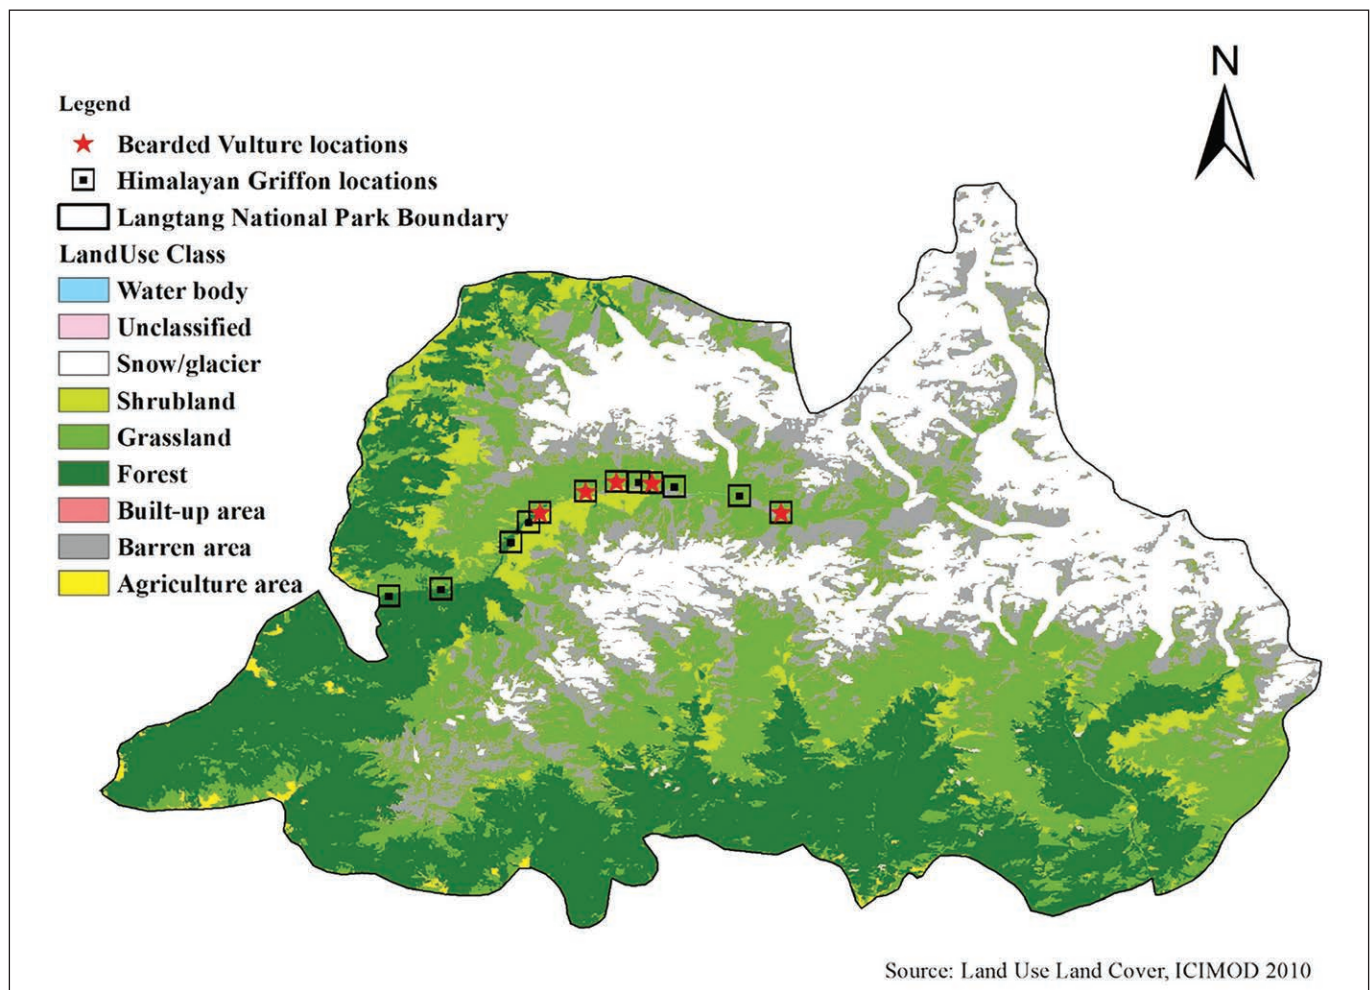 N
Legend
Bearded Vulture locations
Himalayan Griffon locations
Langtang National Park Boundary
LandUse Class
Water body
Unclassified
Snow/glacier
Shrubland
Grassland
Forest
Built-up area
Barren area
Agriculture area
Source: Land Use Land Cover, ICIMOD 2010